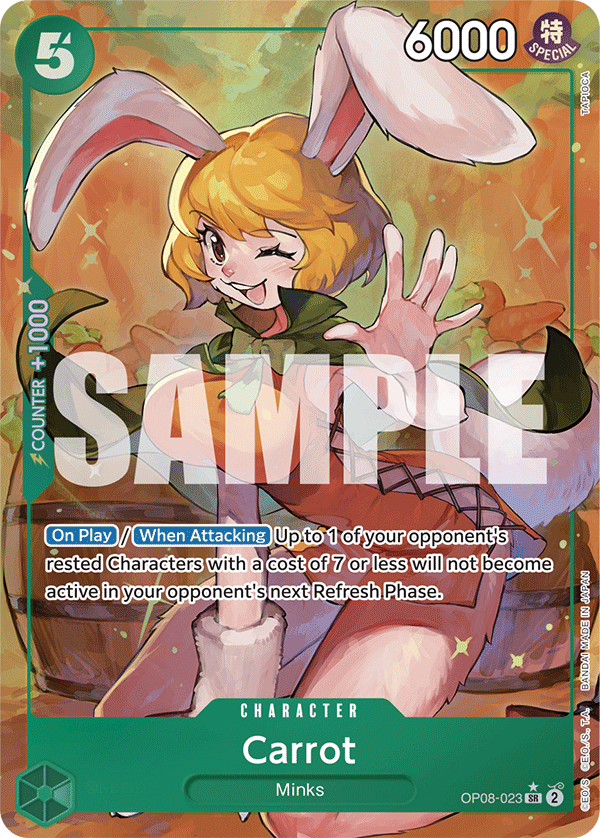 5
6000
特
SPECIAL
TAPIOCA
COUNTER +1000
SAMPLE
On Play / When Attacking Up to 1 of your opponent's
rested Characters with a cost of 7 or less will not become
active in your opponent's next Refresh Phase.
BANDAI MADE IN JAPAN
©E.O/S ©E.O./S., T.A.
CHARACTER
Carrot
Minks
OP08-023 SR 2